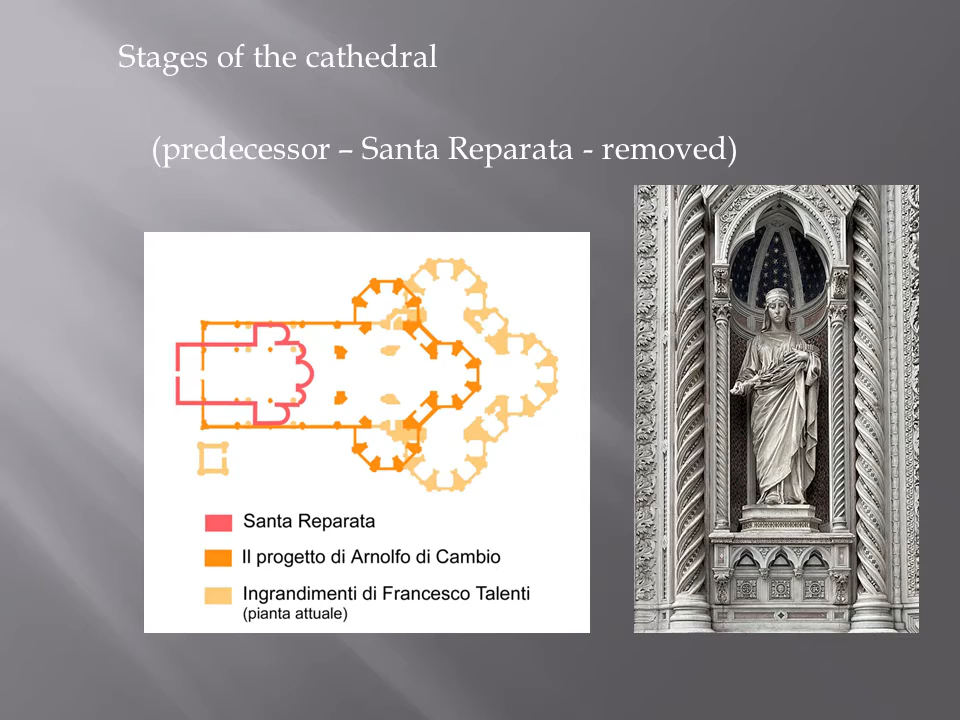 Stages of the cathedral
(predecessor – Santa Reparata - removed)
Santa Reparata
Il progetto di Arnolfo di Cambio
Ingrandimenti di Francesco Talenti
(pianta attuale)